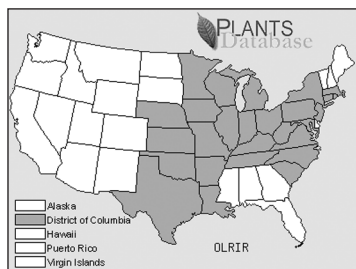 PLANTS
Database
Alaska
District of Columbia
Hawaii
Puerto Rico
Virgin Islands
OLRIR